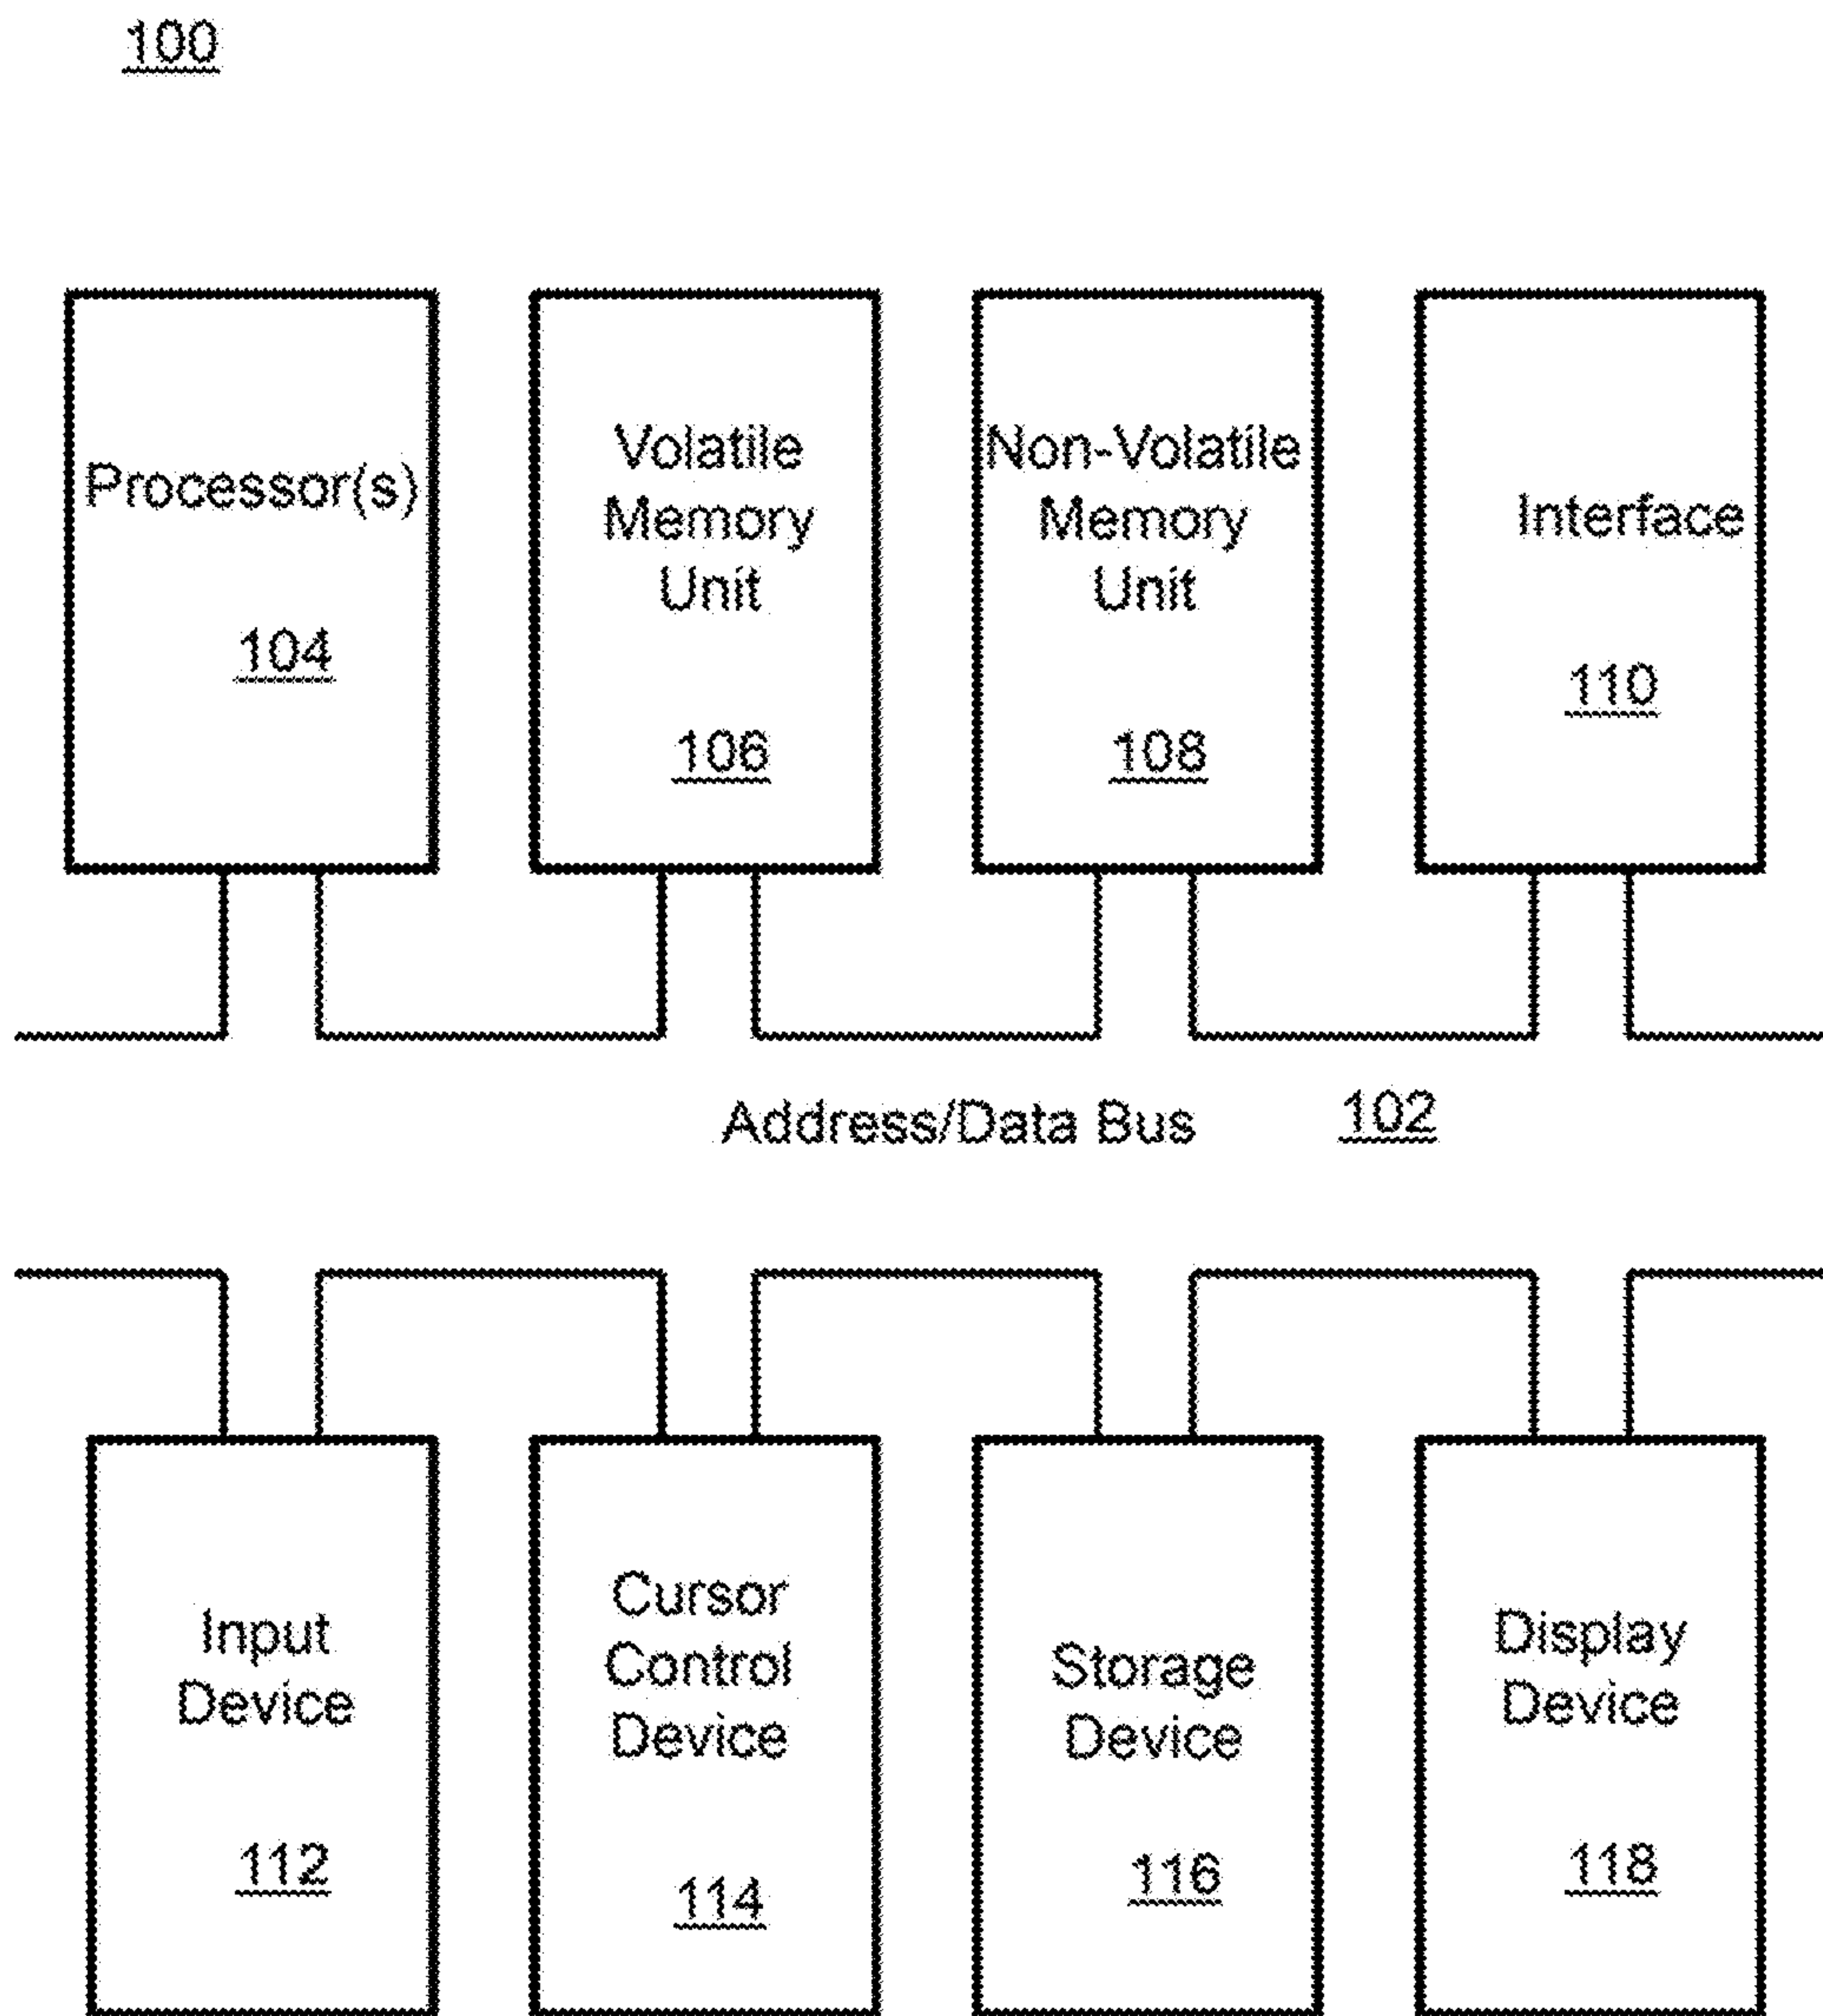 100
Processor(s)
104
Volatile
Memory
Unit
106
Non-Volatile
Memory
Unit
108
Interface
110
Address/Data Bus 102
Input
Device
112
Cursor
Control
Device
114
Storage
Device
116
Display
Device
118